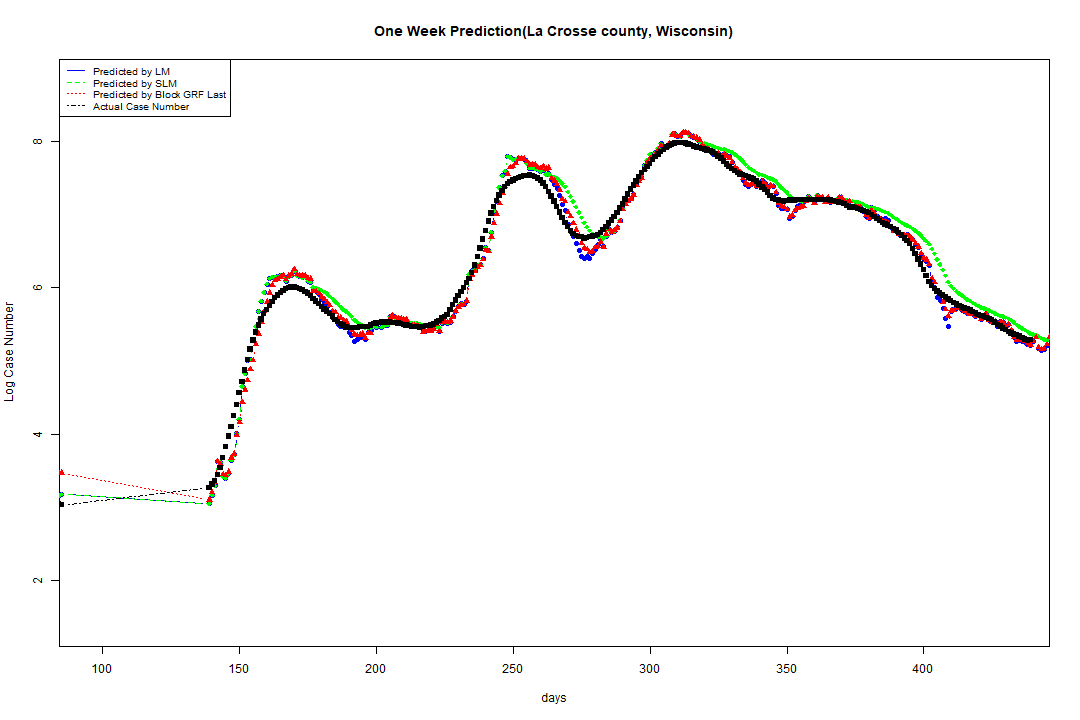 One Week Prediction(La Crosse county, Wisconsin)
Predicted by LM
Predicted by SLM
Predicted by Block GRF Last
Actual Case Number
8
6
4
2
Log Case Number
100 150 200 250 300 350 400
days